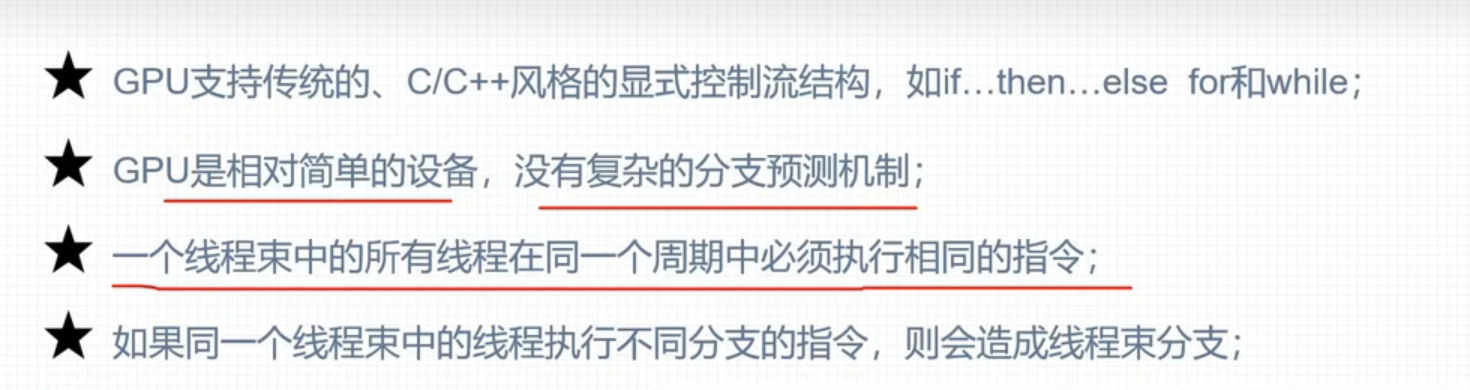 ★ GPU支持传统的、C/C++风格的显式控制流结构，如if…then…else for和while；
★ GPU是相对简单的设备，没有复杂的分支预测机制；
★ 一个线程束中的所有线程在同一个周期中必须执行相同的指令；
★ 如果同一个线程束中的线程执行不同分支的指令，则会造成线程束分支；